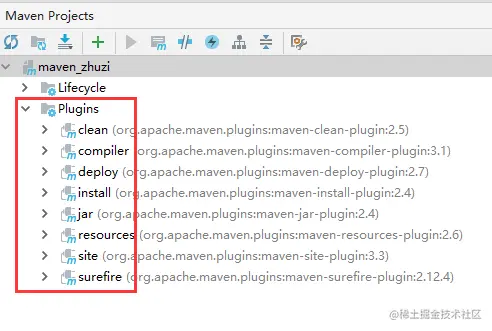 Maven Projects
maven_zhuzi
Lifecycle
Plugins
clean (org.apache.maven.plugins:maven-clean-plugin:2.5)
compiler (org.apache.maven.plugins:maven-compiler-plugin:3.1)
deploy (org.apache.maven.plugins:maven-deploy-plugin:2.7)
install (org.apache.maven.plugins:maven-install-plugin:2.4)
jar (org.apache.maven.plugins:maven-jar-plugin:2.4)
resources (org.apache.maven.plugins:maven-resources-plugin:2.6)
site (org.apache.maven.plugins:maven-site-plugin:3.3)
surefire (org.apache.maven.plugins:maven-surefire-plugin:2.12.4)
@稀土掘金技术社区